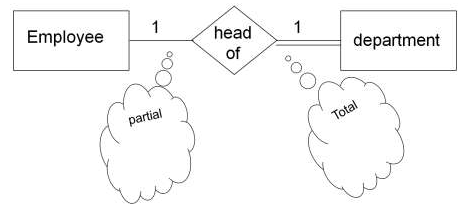 Employee
1
head
of
1
department
partial
Total